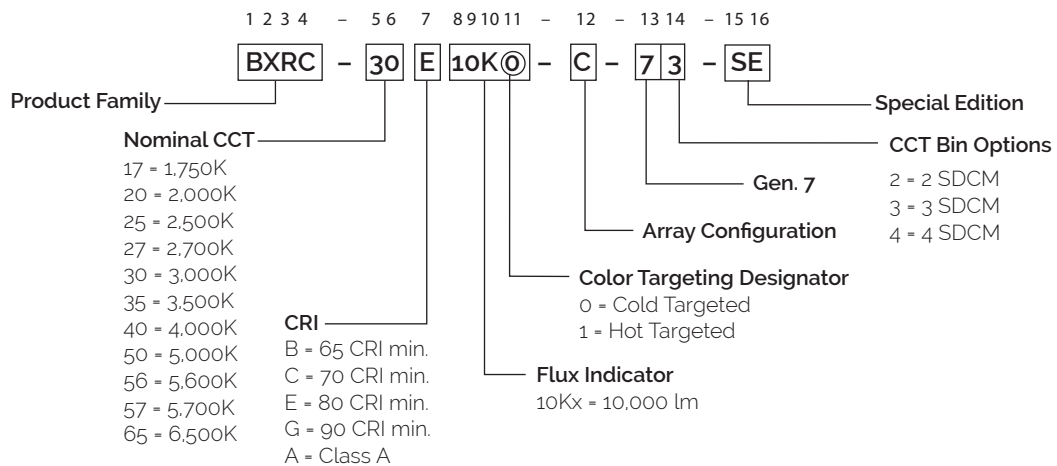 1 2 3 4 – 5 6 7 8 9 10 11 – 12 – 13 14 – 15 16
BXRC – 30 E 10K0 – C – 7 3 – SE
Product Family
Special Edition
Nominal CCT
17 = 1,750K
20 = 2,000K
25 = 2,500K
27 = 2,700K
30 = 3,000K
35 = 3,500K
40 = 4,000K
50 = 5,000K
56 = 5,600K
57 = 5,700K
65 = 6,500K
CRI
B = 65 CRI min.
C = 70 CRI min.
E = 80 CRI min.
G = 90 CRI min.
A = Class A
Flux Indicator
10Kx = 10,000 lm
Color Targeting Designator
0 = Cold Targeted
1 = Hot Targeted
Array Configuration
Gen. 7
CCT Bin Options
2 = 2 SDCM
3 = 3 SDCM
4 = 4 SDCM